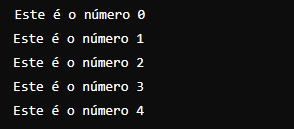 Este é o número 0
Este é o número 1
Este é o número 2
Este é o número 3
Este é o número 4